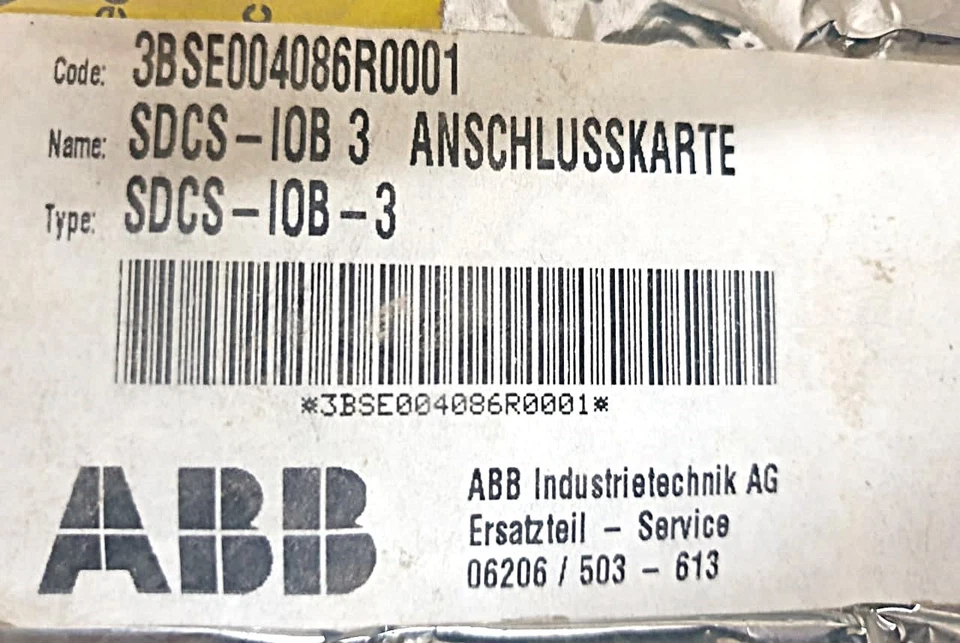 Code: 3BSE004086R0001
Name: SDCS-IOB 3 ANSCHLUSSKARTE
Type: SDCS-IOB-3
*3BSE004086R0001*
ABB
ABB Industrietechnik AG
Ersatzteil - Service
06206 / 503 - 613